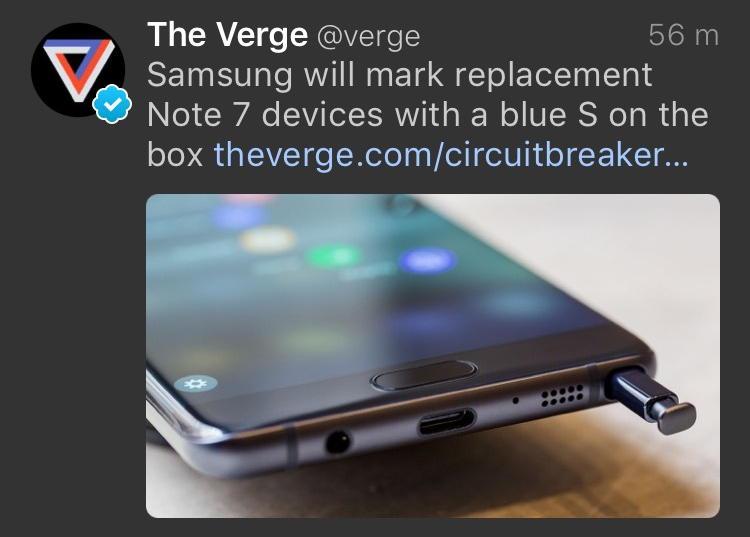 The Verge @verge 56 m
Samsung will mark replacement
Note 7 devices with a blue S on the
box theverge.com/circuitbreaker...